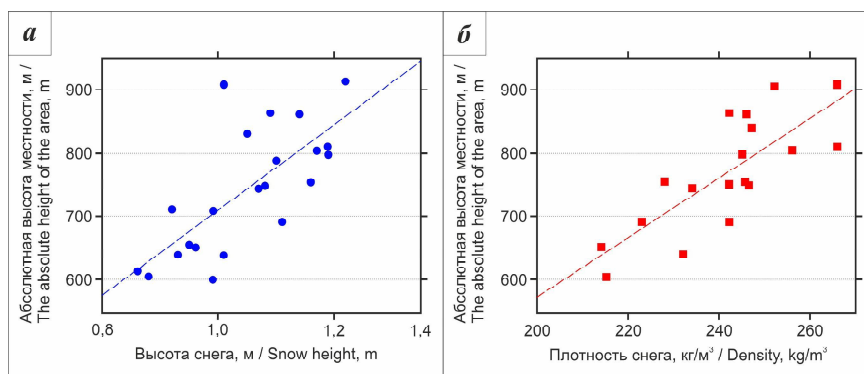 а
Абсслютная высота местности, м /
The absolute height of the area, m
900
800
700
600
0,8
1,0
1,2
1,4
Высота снега, м / Snow height, m
б
Абсслютная высота местности, м /
The absolute height of the area, m
900
800
700
600
200
220
240
260
Плотность снега, кг/м³ / Density, kg/m³